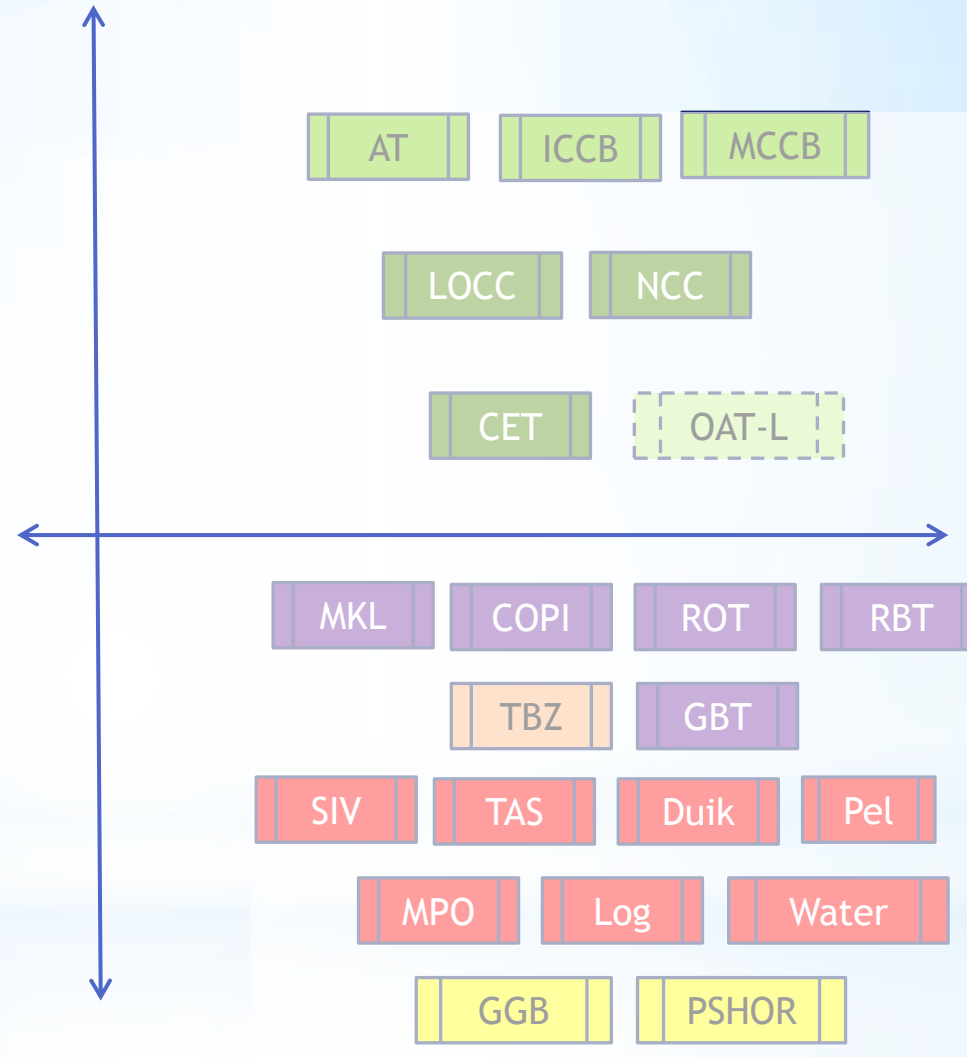 AT ICCB MCCB
LOCC NCC
CET OAT-L
MKL COPI ROT RBT
TBZ GBT
SIV TAS Duik Pel
MPO Log Water
GGB PSHOR